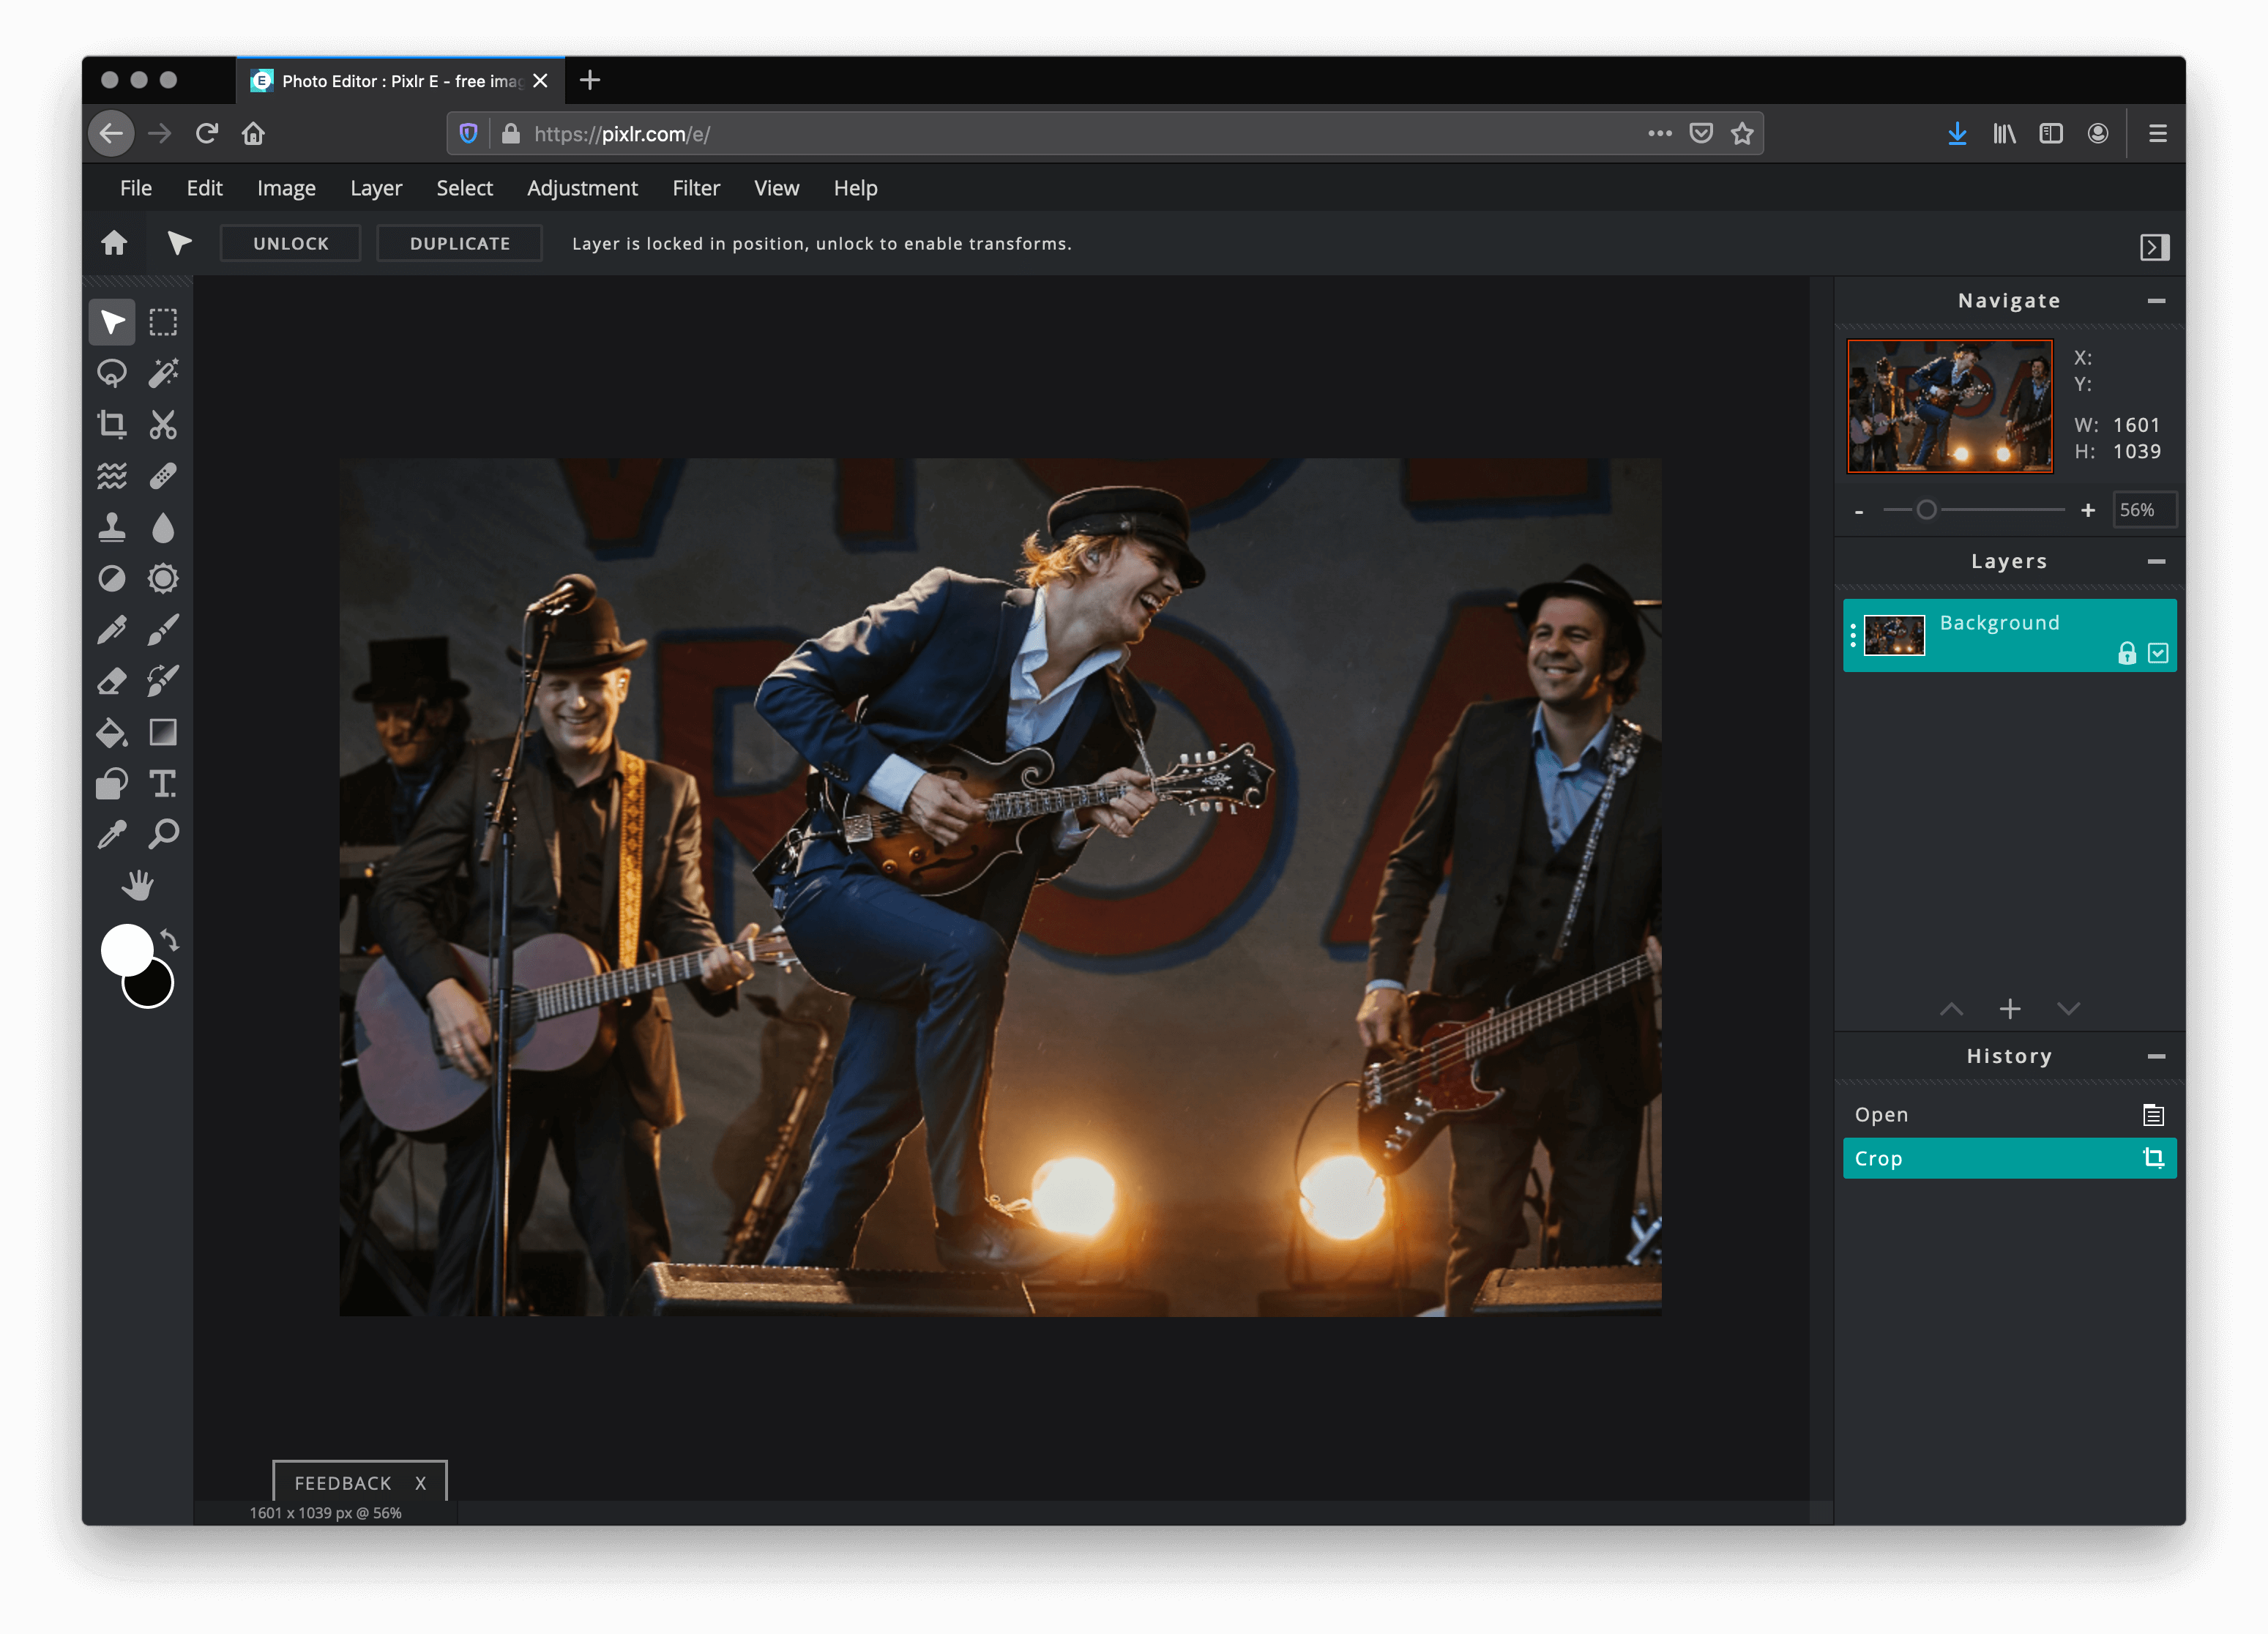 Photo Editor : Pixlr E - free imag
https://pixlr.com/e/
File Edit Image Layer Select Adjustment Filter View Help
UNLOCK DUPLICATE Layer is locked in position, unlock to enable transforms.
Navigate
X:
Y:
W: 1601
H: 1039
- + 56%
Layers
Background
History
Open
Crop
FEEDBACK X
1601 x 1039 px @ 56%